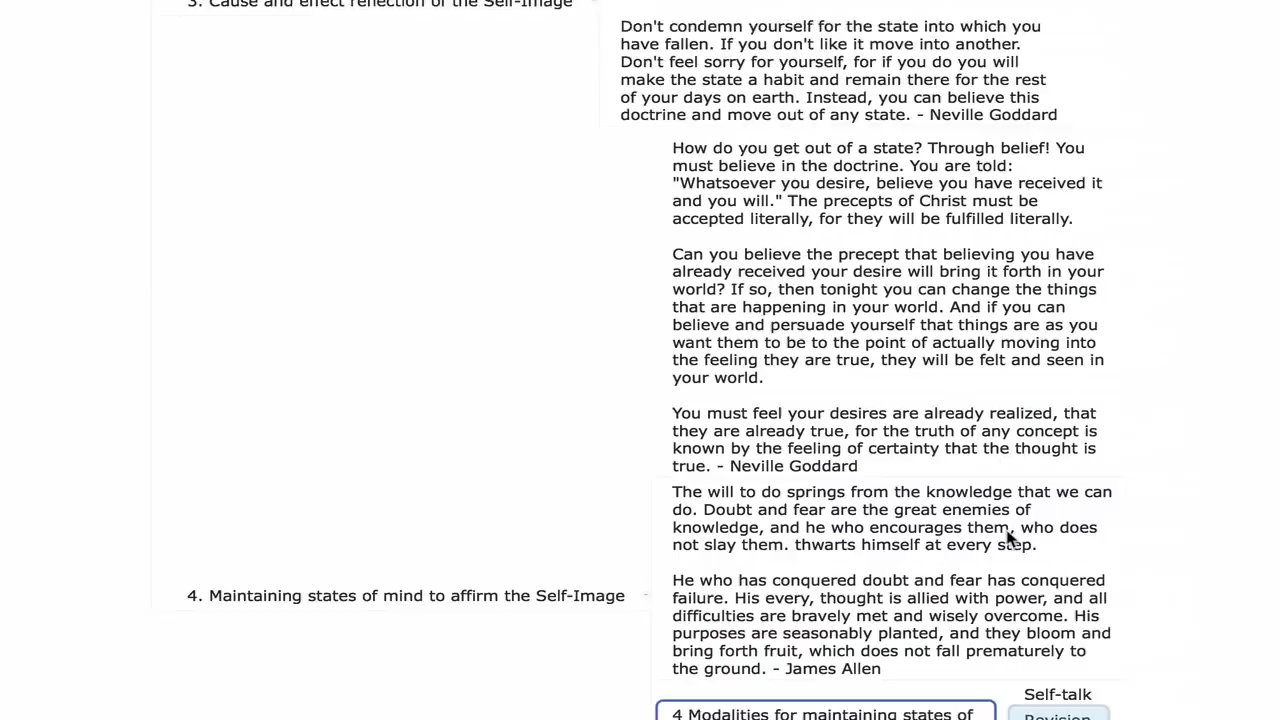 3. Cause and effect reflection of the Self-Image
Don't condemn yourself for the state into which you
have fallen. If you don't like it move into another.
Don't feel sorry for yourself, for if you do you will
make the state a habit and remain there for the rest
of your days on earth. Instead, you can believe this
doctrine and move out of any state. - Neville Goddard
How do you get out of a state? Through belief! You
must believe in the doctrine. You are told:
"Whatsoever you desire, believe you have received it
and you will." The precepts of Christ must be
accepted literally, for they will be fulfilled literally.
Can you believe the precept that believing you have
already received your desire will bring it forth in your
world? If so, then tonight you can change the things
that are happening in your world. And if you can
believe and persuade yourself that things are as you
want them to be to the point of actually moving into
the feeling they are true, they will be felt and seen in
your world.
You must feel your desires are already realized, that
they are already true, for the truth of any concept is
known by the feeling of certainty that the thought is
true. - Neville Goddard
The will to do springs from the knowledge that we can
do. Doubt and fear are the great enemies of
knowledge, and he who encourages them, who does
not slay them. thwarts himself at every step.
4. Maintaining states of mind to affirm the Self-Image
He who has conquered doubt and fear has conquered
failure. His every, thought is allied with power, and all
difficulties are bravely met and wisely overcome. His
purposes are seasonably planted, and they bloom and
bring forth fruit, which does not fall prematurely to
the ground. - James Allen
Self-talk
4 Modalities for maintaining states of
Revision